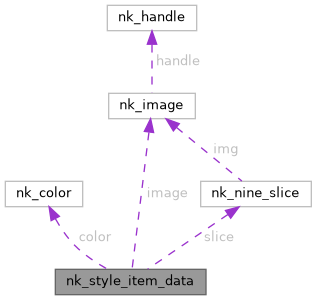 nk_handle
handle
nk_image
img
nk_color
image
nk_nine_slice
color
slice
nk_style_item_data